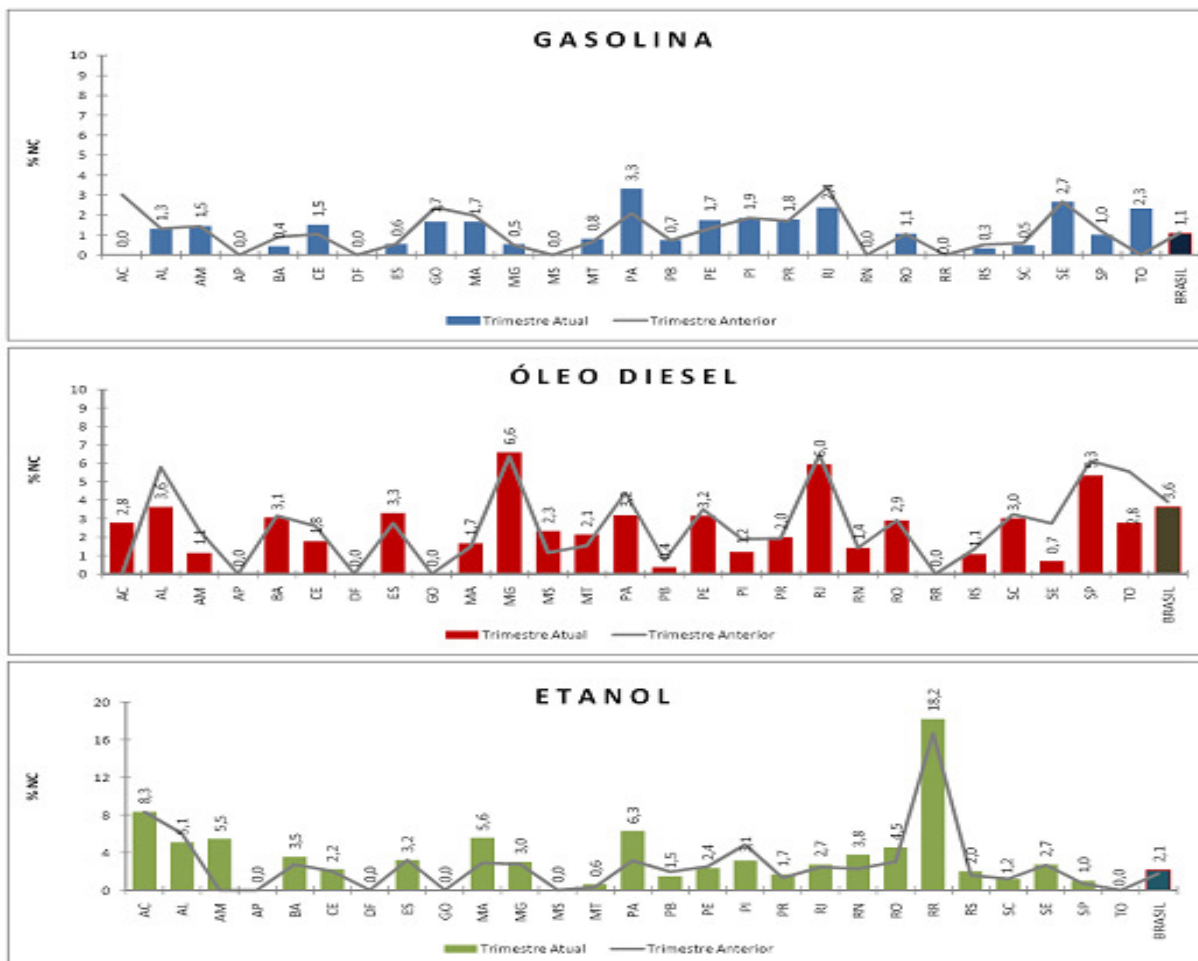 GASOLINA
10
9
8
7
6
5
4
3
2
1
0
%NC
0,0 1,3 1,5 0,0 0,4 1,5 0,0 0,6 1,7 1,7 0,5 0,0 0,8 3,3 0,7 1,7 1,9 1,8 2,4 0,0 1,1 0,0 0,3 0,5 2,7 1,0 2,3 1,1
AC AL AM AP BA CE DF ES GO MA MG MS MT PA PB PE PI PR RJ RN RO RR RS SC SE SP TO BRASIL
Trimestre Atual Trimestre Anterior
ÓLEO DIESEL
10
9
8
7
6
5
4
3
2
1
0
%NC
2,8 3,6 1,1 0,0 3,1 1,8 0,0 3,3 0,0 1,7 6,6 2,3 2,1 0,4 3,2 1,2 2,0 6,0 1,4 2,9 0,0 1,1 3,0 0,7 5,3 2,8 3,6
AC AL AM AP BA CE DF ES GO MA MG MS MT PA PB PE PI PR RJ RN RO RR RS SC SE SP TO BRASIL
Trimestre Atual Trimestre Anterior
ETANOL
20
16
12
8
4
0
%NC
8,3 5,1 5,5 0,0 3,5 2,2 0,0 3,2 0,0 5,6 3,0 0,0 0,6 6,3 1,5 2,4 1,7 2,7 3,8 4,5 18,2 2,0 1,2 2,7 1,0 0,0 2,1
AC AL AM AP BA CE DF ES GO MA MG MS MT PA PB PE PI PR RJ RN RO RR RS SC SE SP TO BRASIL
Trimestre Atual Trimestre Anterior